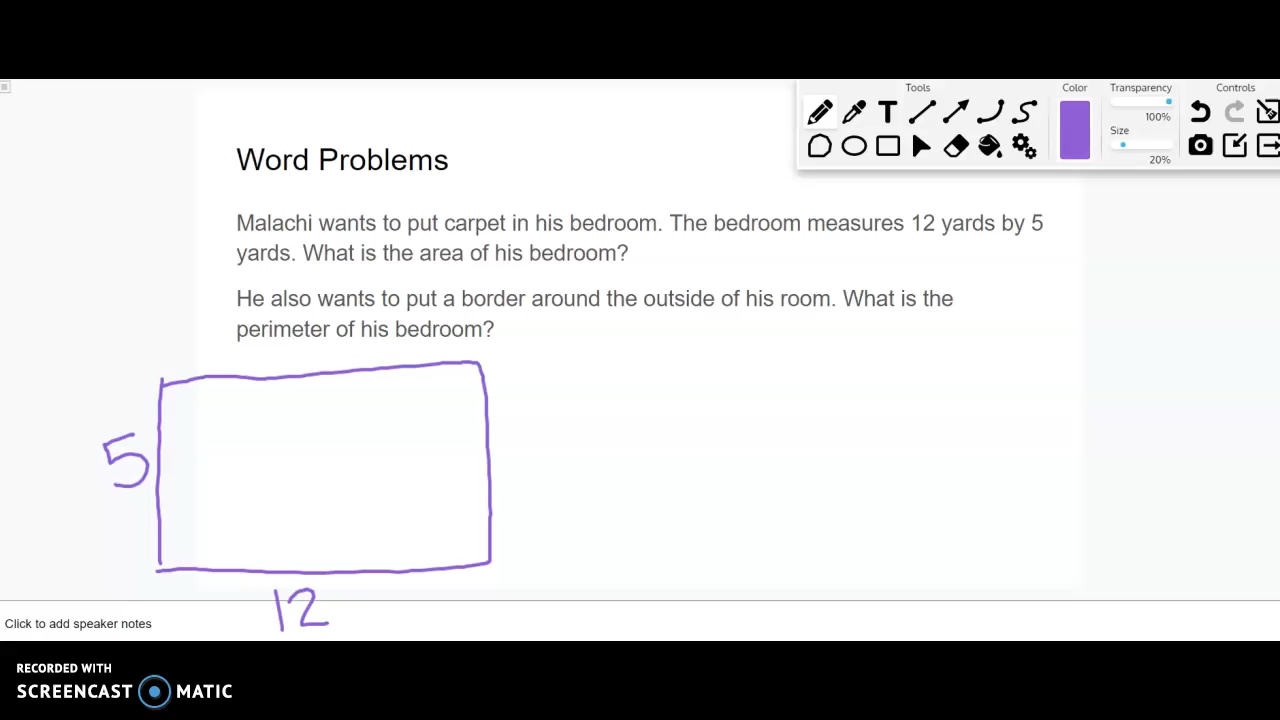 Tools
Color
Transparency
Controls
100%
Size
20%
Word Problems
Malachi wants to put carpet in his bedroom. The bedroom measures 12 yards by 5
yards. What is the area of his bedroom?
He also wants to put a border around the outside of his room. What is the
perimeter of his bedroom?
5
12
Click to add speaker notes
RECORDED WITH
SCREENCAST MATIC